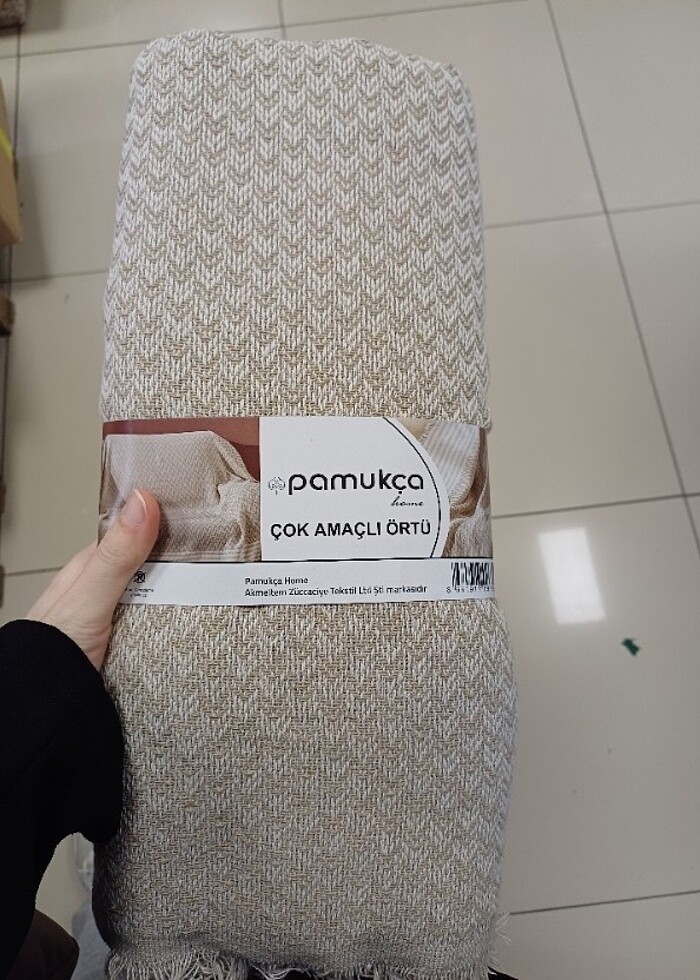 pamukça
home
ÇOK AMAÇLI ÖRTÜ
Pamukça Home
Akmeltem Züccaciye Tekstil Ltd Şti markasıdır